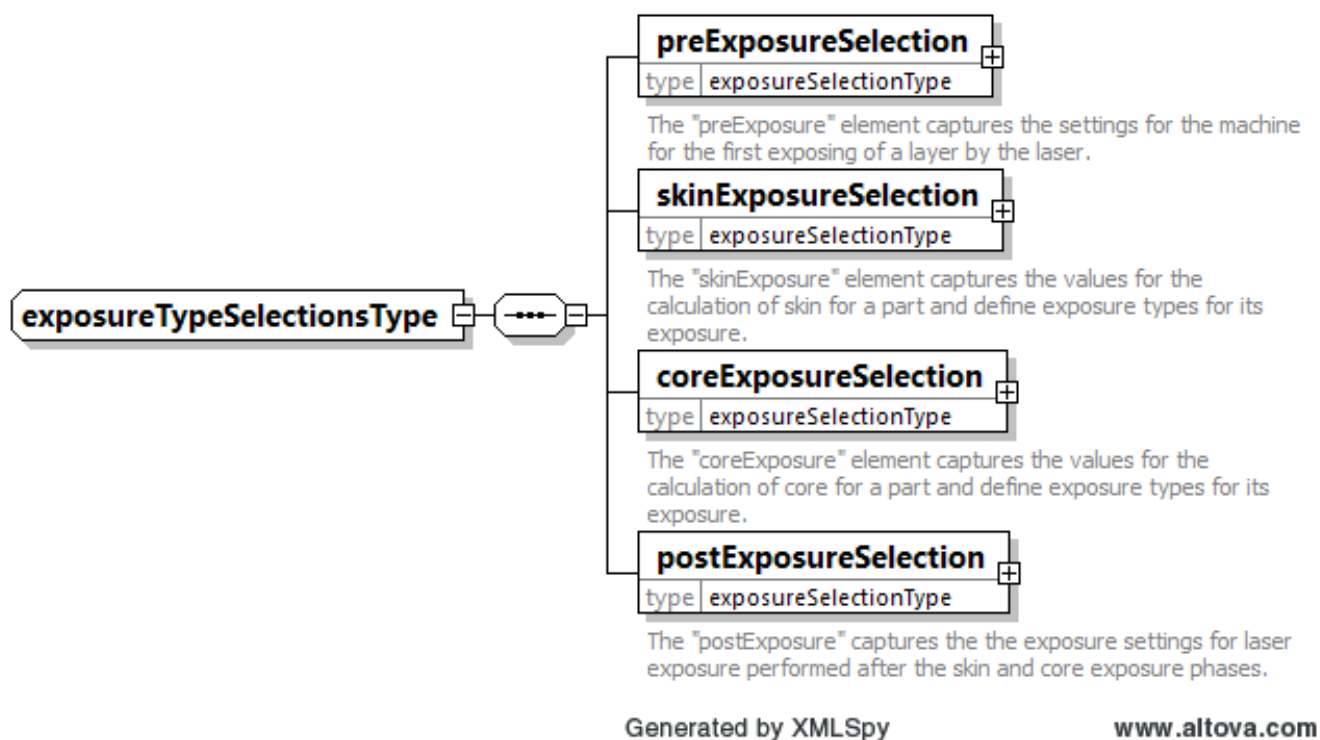 preExposureSelection
type exposureSelectionType
The "preExposure" element captures the settings for the machine
for the first exposing of a layer by the laser.
skinExposureSelection
type exposureSelectionType
The "skinExposure" element captures the values for the
calculation of skin for a part and define exposure types for its
exposure.
exposureTypeSelectionsType
coreExposureSelection
type exposureSelectionType
The "coreExposure" element captures the values for the
calculation of core for a part and define exposure types for its
exposure.
postExposureSelection
type exposureSelectionType
The "postExposure" captures the the exposure settings for laser
exposure performed after the skin and core exposure phases.
Generated by XMLSpy www.altova.com